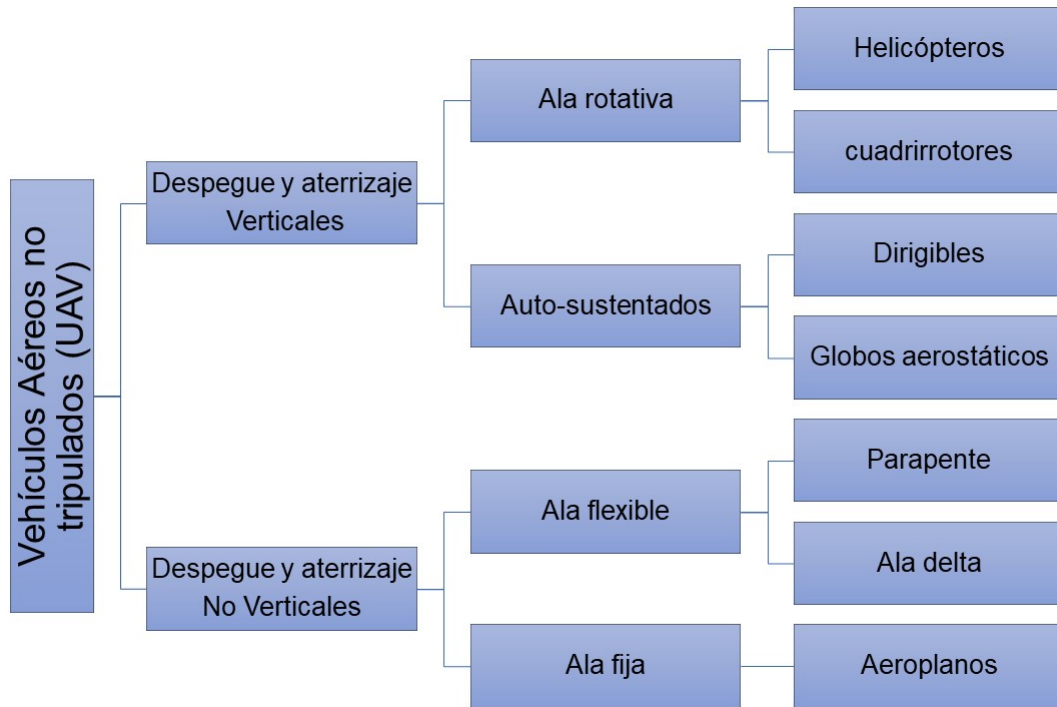 Vehículos Aéreos no
tripulados (UAV)
Despegue y aterrizaje
Verticales
Ala rotativa
Helicópteros
cuadrirrotores
Auto-sustentados
Dirigibles
Globos aerostáticos
Despegue y aterrizaje
No Verticales
Ala flexible
Parapente
Ala delta
Ala fija
Aeroplanos